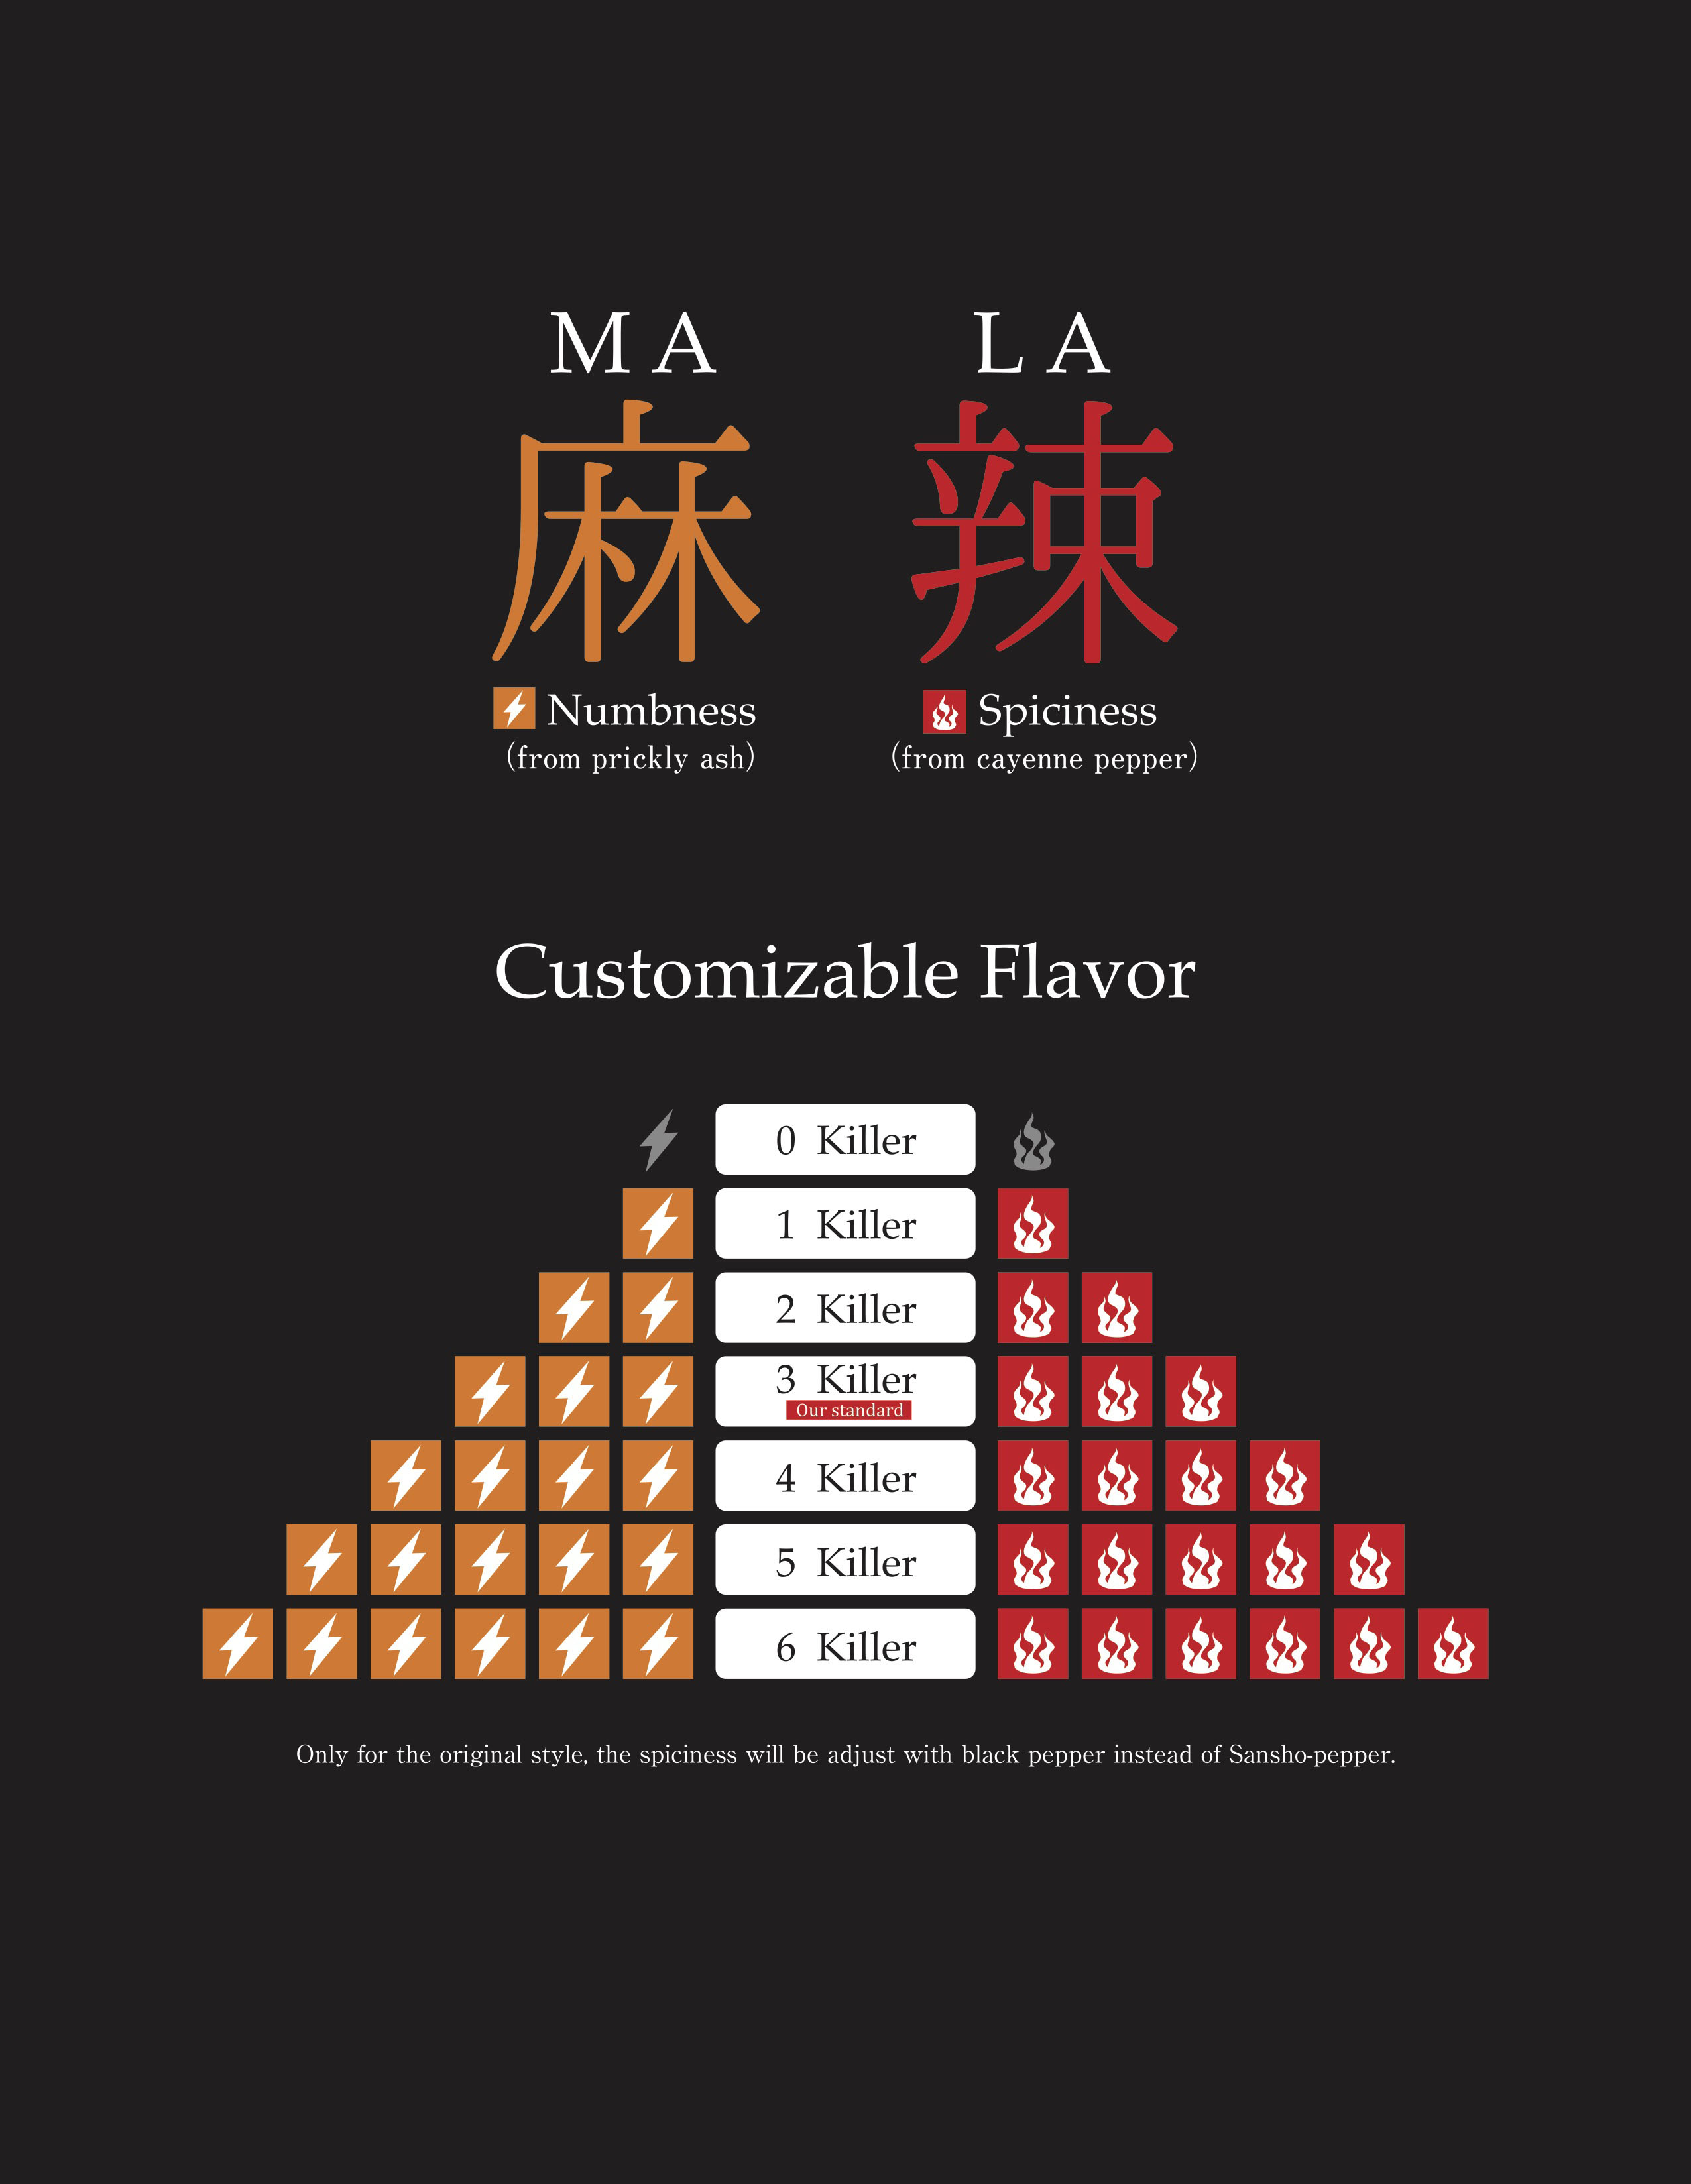 MA LA
麻 辣
Numbness Spiciness
(from prickly ash) (from cayenne pepper)
Customizable Flavor
0 Killer
1 Killer
2 Killer
3 Killer
Our standard
4 Killer
5 Killer
6 Killer
Only for the original style, the spiciness will be adjust with black pepper instead of Sansho-pepper.